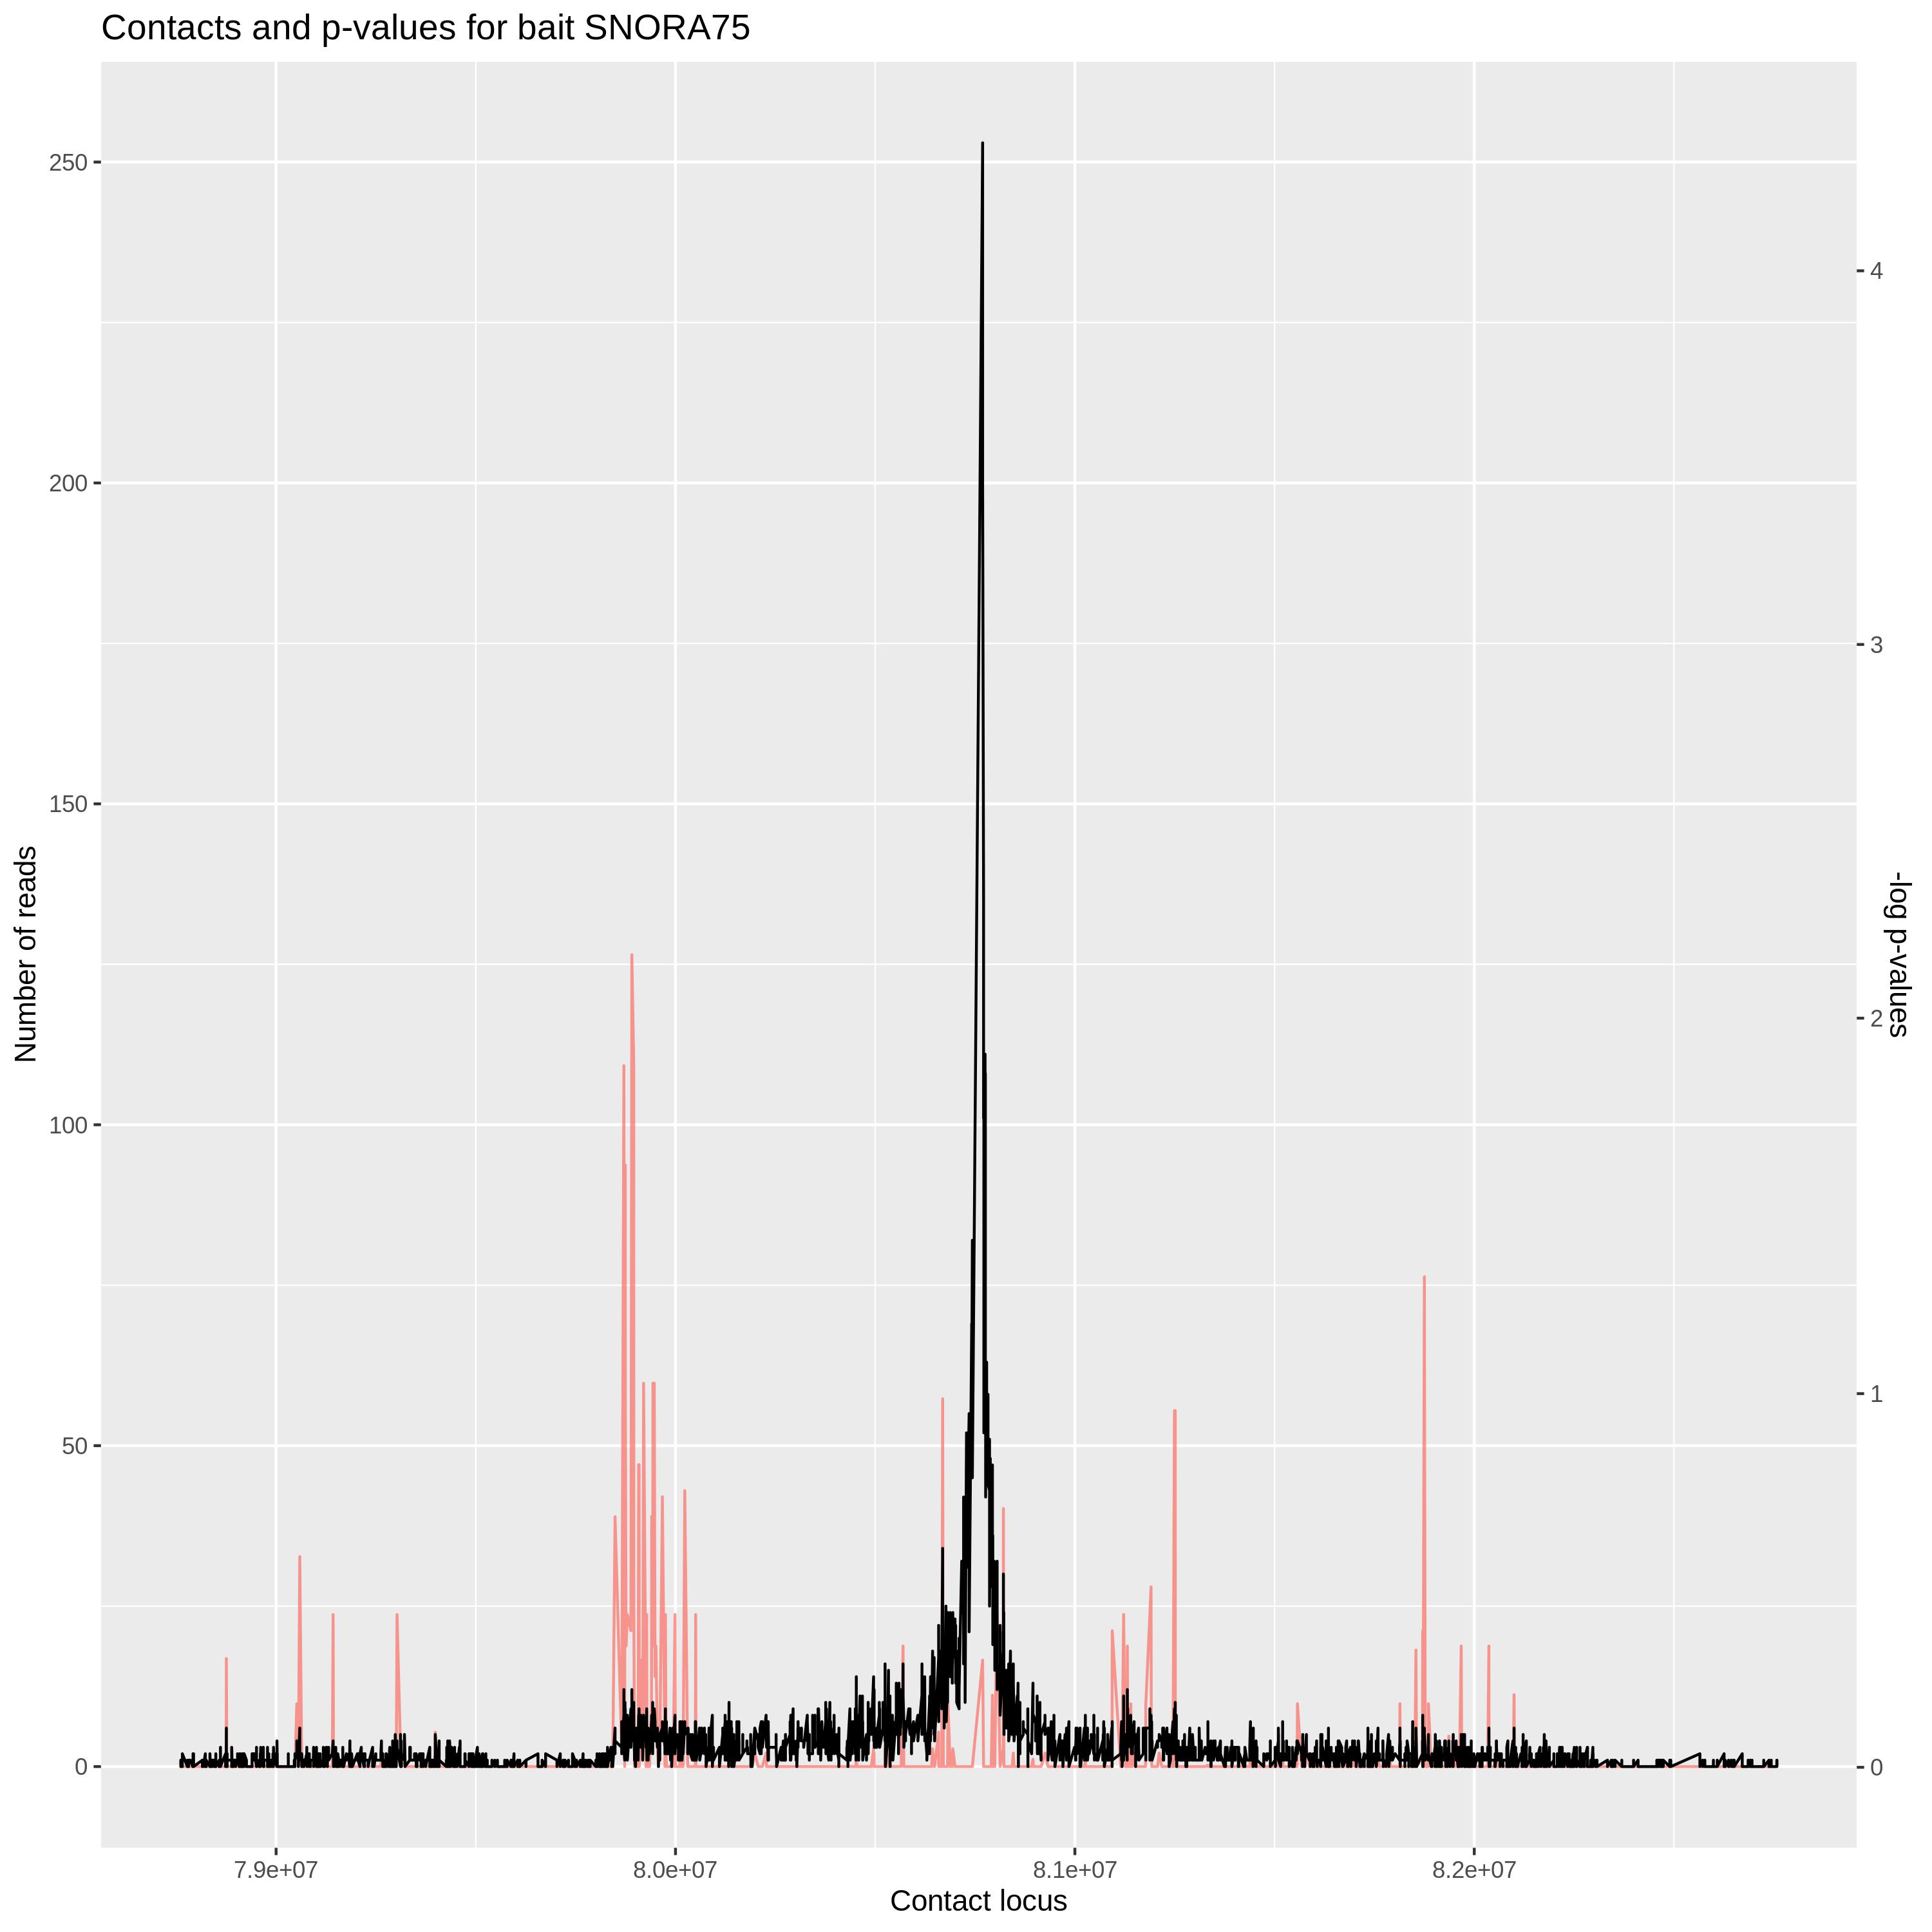 Contacts and p-values for bait SNORA75
250
200
150
100
50
0
Number of reads
4
3
2
1
0
-log p-values
7.9e+07 8.0e+07 8.1e+07 8.2e+07
Contact locus